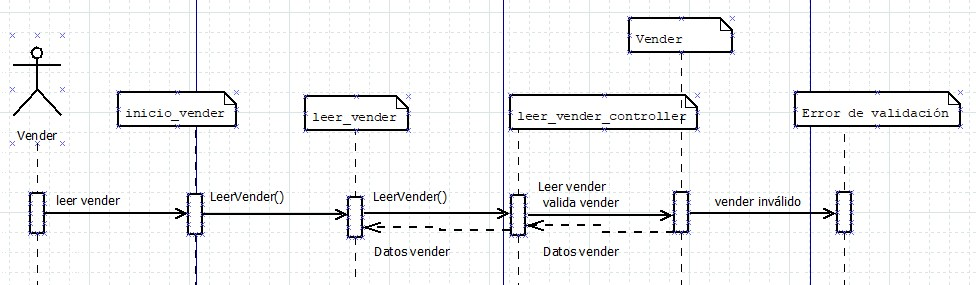 Vender
inicio_vender
leer_vender
leer_vender_controller
Error de validación
Vender
leer vender
LeerVender()
LeerVender()
Leer vender
valida vender
vender inválido
Datos vender
Datos vender